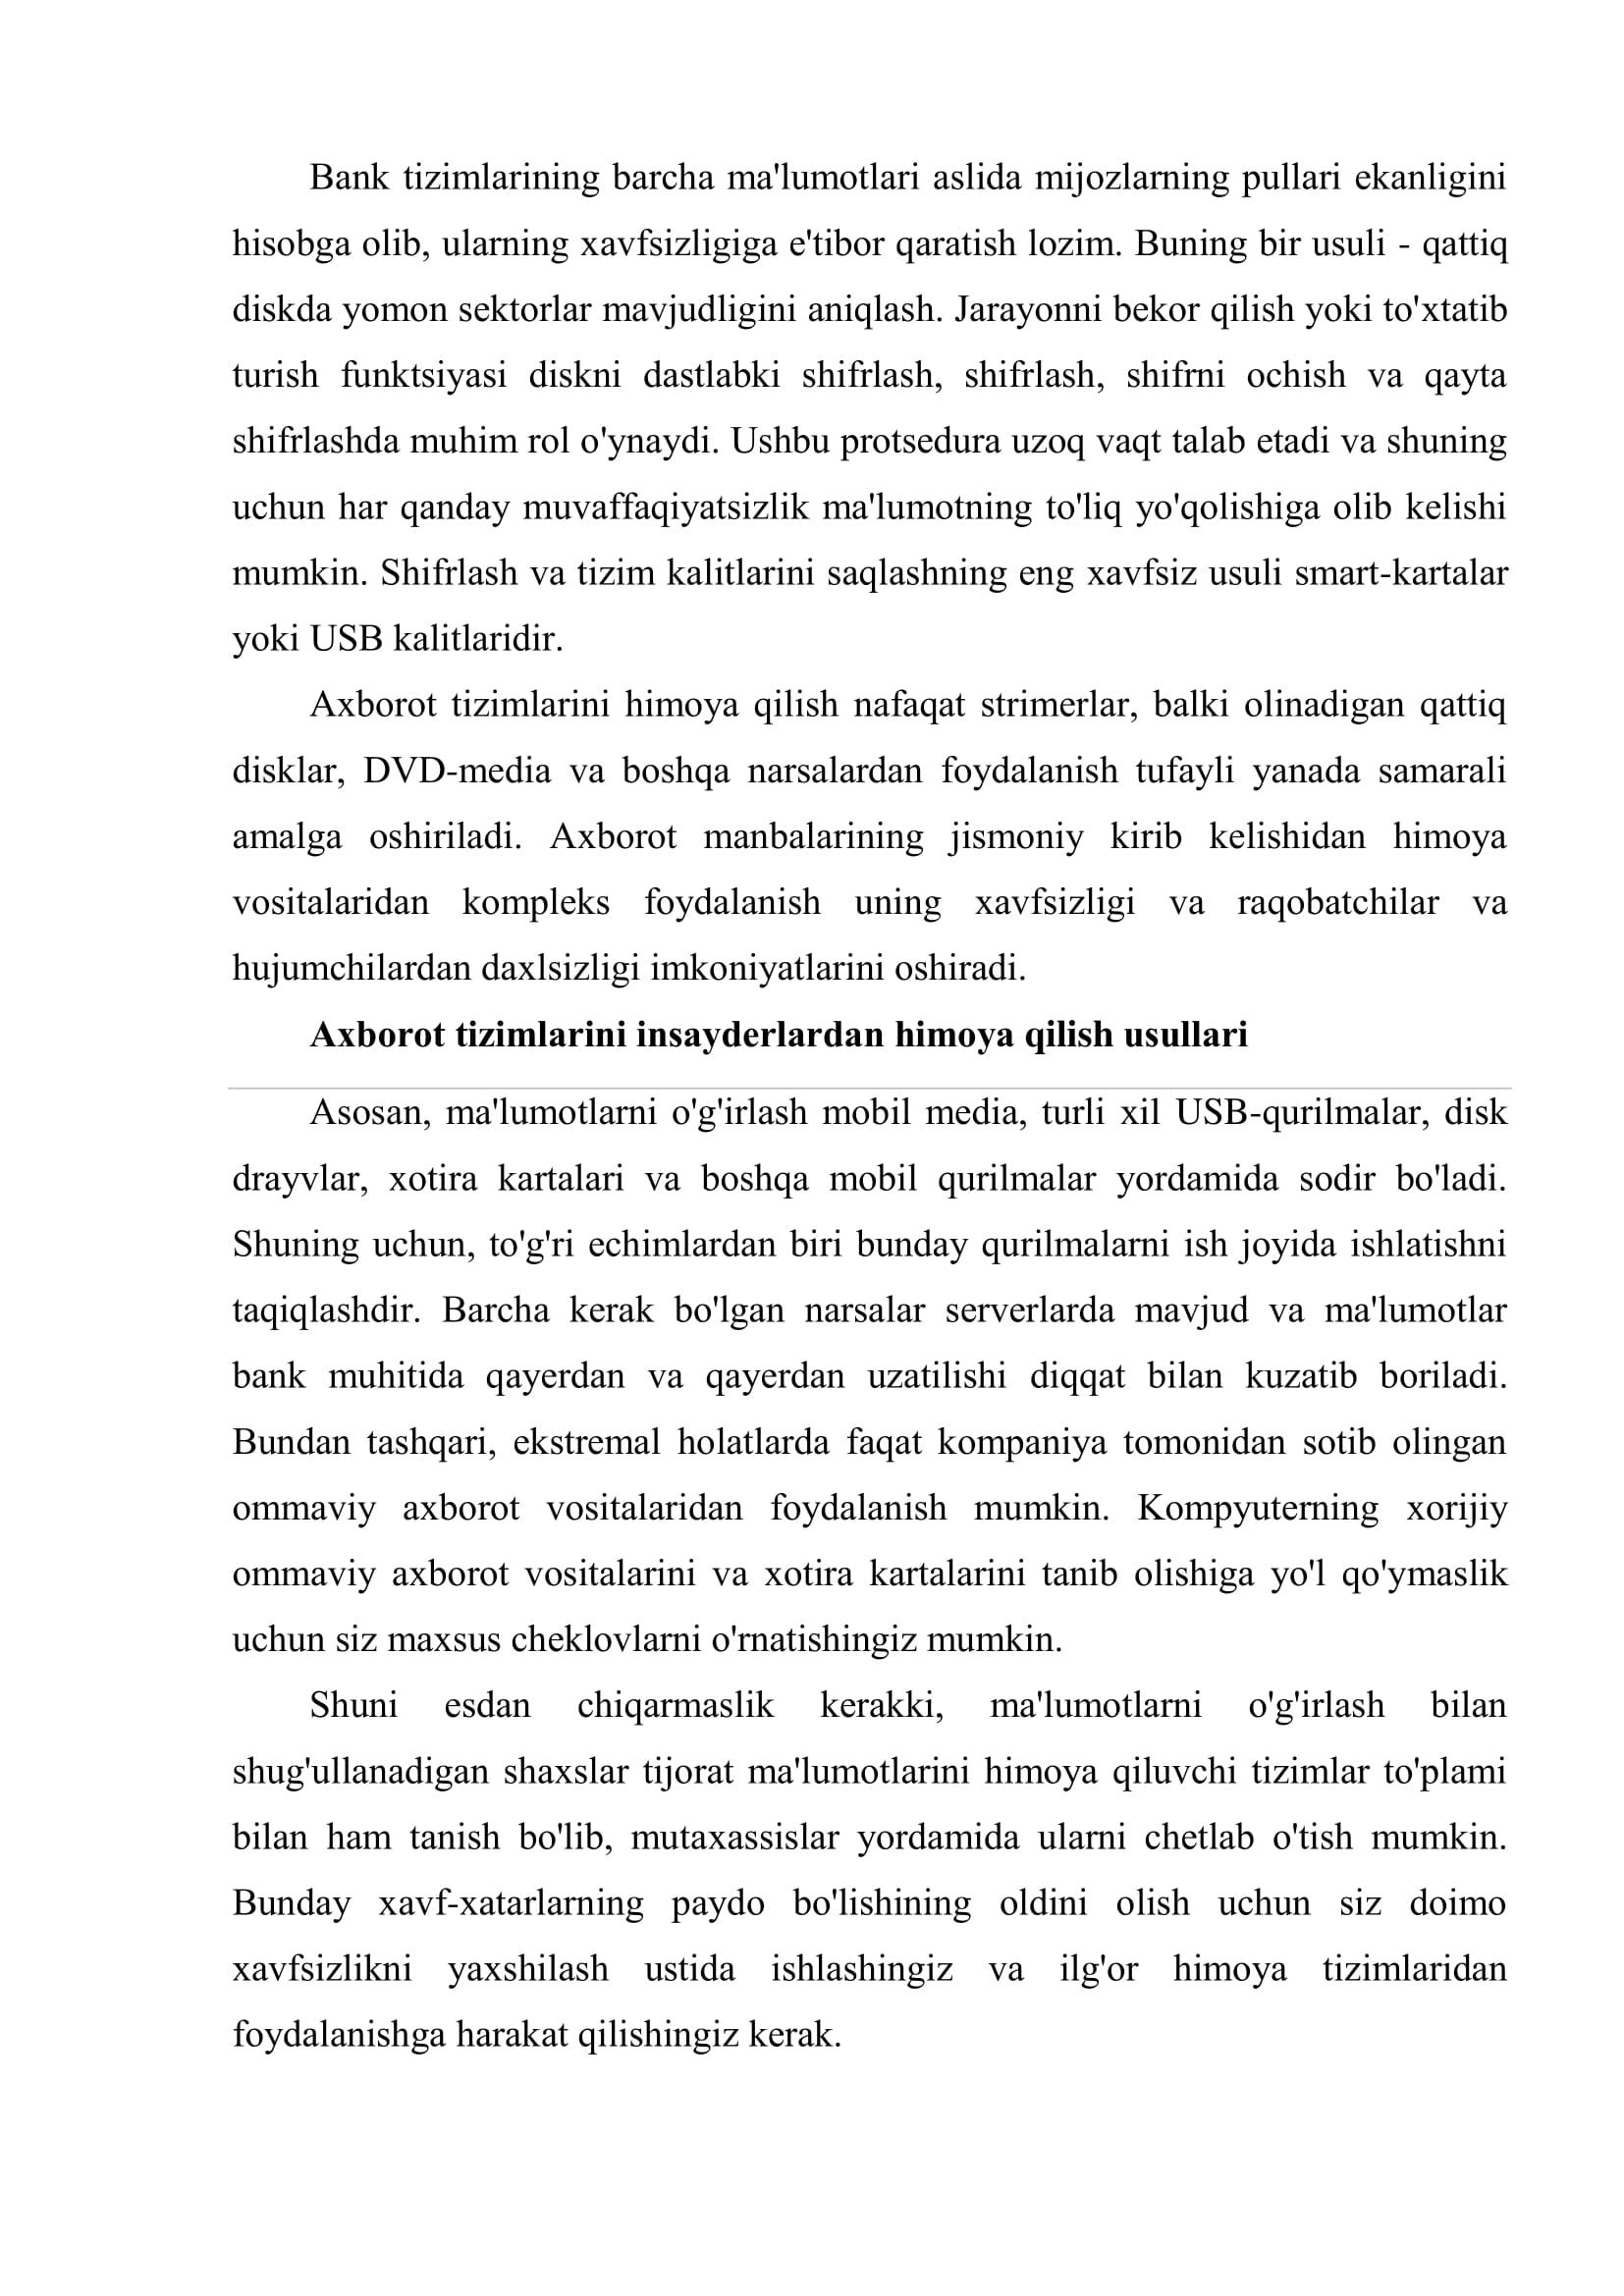 Bank tizimlarining barcha ma'lumotlari aslida mijozlarning pullari ekanligini
hisobga olib, ularning xavfsizligiga e'tibor qaratish lozim. Buning bir usuli - qattiq
diskda yomon sektorlar mavjudligini aniqlash. Jarayonni bekor qilish yoki to'xtatib
turish funktsiyasi diskni dastlabki shifrlash, shifrlash, shifrni ochish va qayta
shifrlashda muhim rol o'ynaydi. Ushbu protsedura uzoq vaqt talab etadi va shuning
uchun har qanday muvaffaqiyatsizlik ma'lumotning to'liq yo'qolishiga olib kelishi
mumkin. Shifrlash va tizim kalitlarini saqlashning eng xavfsiz usuli smart-kartalar
yoki USB kalitlaridir.
Axborot tizimlarini himoya qilish nafaqat strimerlar, balki olinadigan qattiq
disklar, DVD-media va boshqa narsalardan foydalanish tufayli yanada samarali
amalga oshiriladi. Axborot manbalarining jismoniy kirib kelishidan himoya
vositalaridan kompleks foydalanish uning xavfsizligi va raqobatchilar va
hujumchilardan daxlsizligi imkoniyatlarini oshiradi.
Axborot tizimlarini insayderlardan himoya qilish usullari
Asosan, ma'lumotlarni o'g'irlash mobil media, turli xil USB-qurilmalar, disk
drayvlar, xotira kartalari va boshqa mobil qurilmalar yordamida sodir bo'ladi.
Shuning uchun, to'g'ri echimlardan biri bunday qurilmalarni ish joyida ishlatishni
taqiqlashdir. Barcha kerak bo'lgan narsalar serverlarda mavjud va ma'lumotlar
bank muhitida qayerdan va qayerdan uzatilishi diqqat bilan kuzatib boriladi.
Bundan tashqari, ekstremal holatlarda faqat kompaniya tomonidan sotib olingan
ommaviy axborot vositalaridan foydalanish mumkin. Kompyuterning xorijiy
ommaviy axborot vositalarini va xotira kartalarini tanib olishiga yo'l qo'ymaslik
uchun siz maxsus cheklovlarni o'rnatishingiz mumkin.
Shuni esdan chiqarmaslik kerakki, ma'lumotlarni o'g'irlash bilan
shug'ullanadigan shaxslar tijorat ma'lumotlarini himoya qiluvchi tizimlar to'plami
bilan ham tanish bo'lib, mutaxassislar yordamida ularni chetlab o'tish mumkin.
Bunday xavf-xatarlarning paydo bo'lishining oldini olish uchun siz doimo
xavfsizlikni yaxshilash ustida ishlashingiz va ilg'or himoya tizimlaridan
foydalanishga harakat qilishingiz kerak.